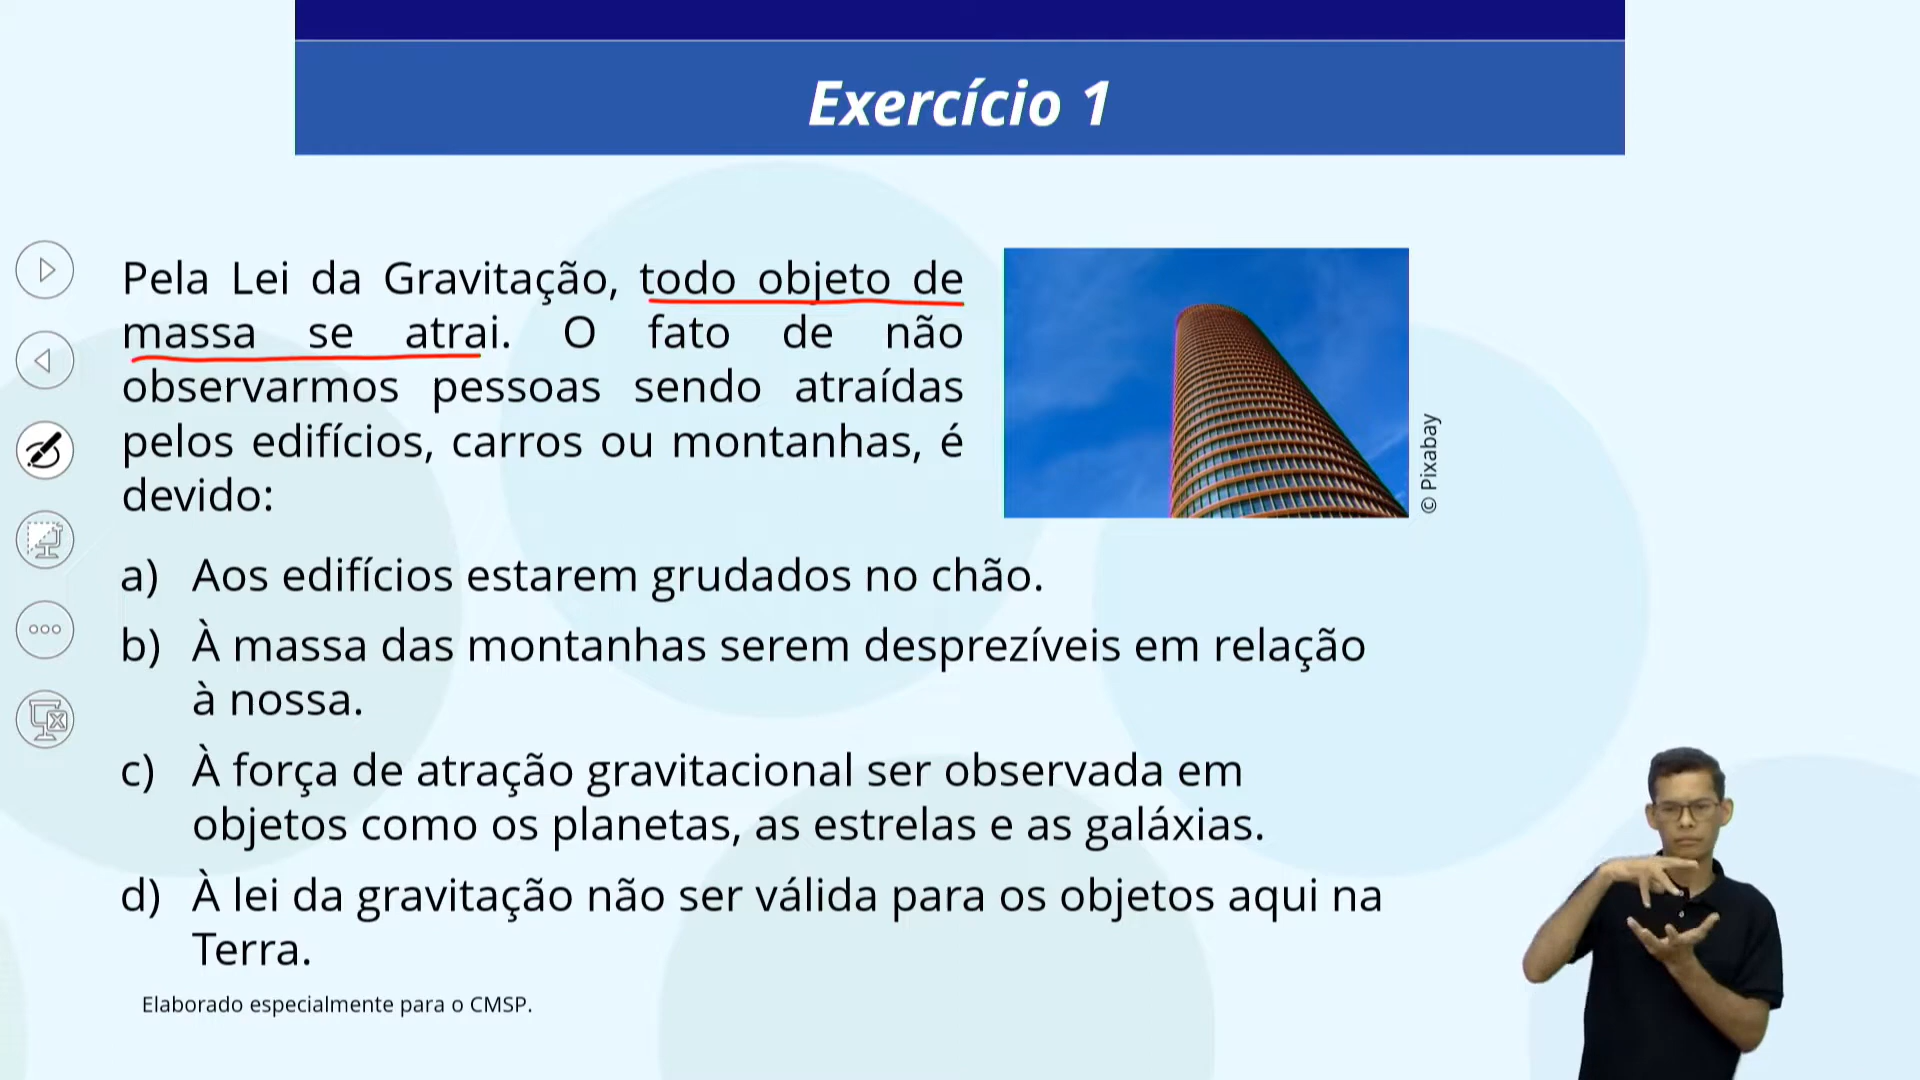 Exercício 1
Pela Lei da Gravitação, todo objeto de
massa se atrai. O fato de não
observarmos pessoas sendo atraídas
pelos edifícios, carros ou montanhas, é
devido:
© Pixabay
a) Aos edifícios estarem grudados no chão.
b) À massa das montanhas serem desprezíveis em relação
à nossa.
c) À força de atração gravitacional ser observada em
objetos como os planetas, as estrelas e as galáxias.
d) À lei da gravitação não ser válida para os objetos aqui na
Terra.
Elaborado especialmente para o CMSP.